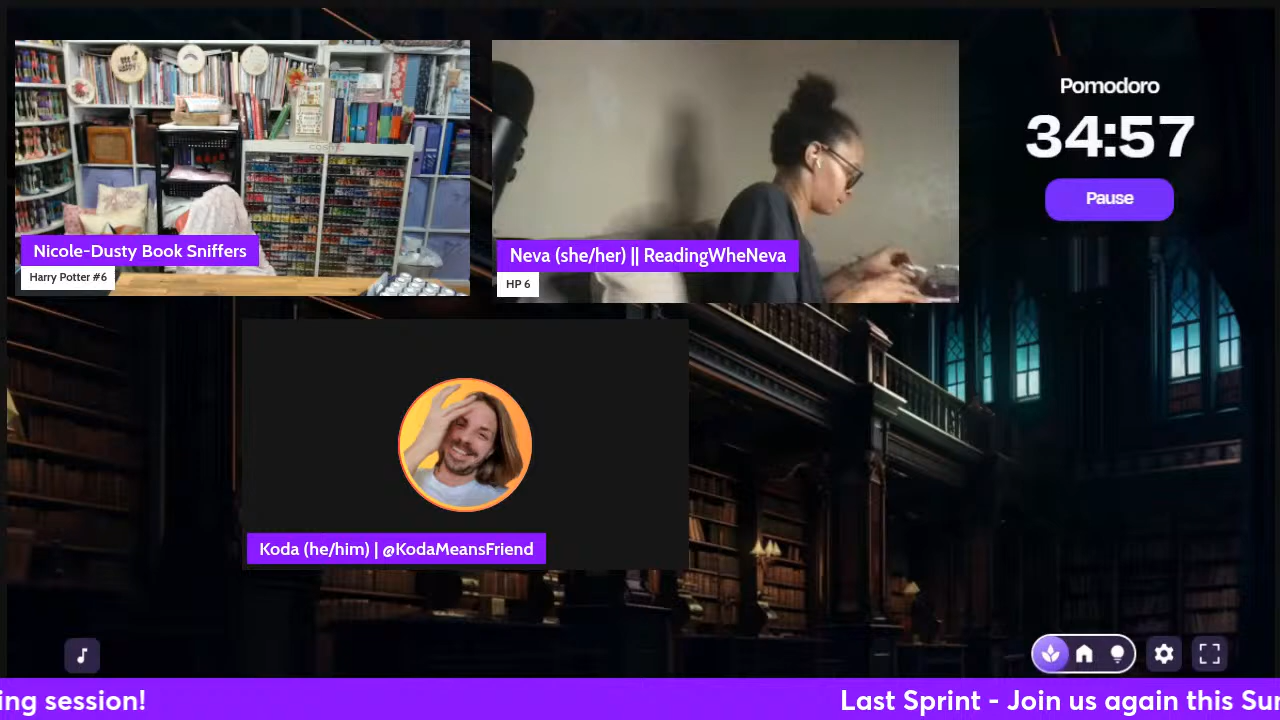 Pomodoro
34:57
Pause
Nicole-Dusty Book Sniffers
Harry Potter #6
Neva (she/her) || ReadingWheNeva
HP 6
Koda (he/him) | @KodaMeansFriend
ing session!
Last Sprint - Join us again this Sun